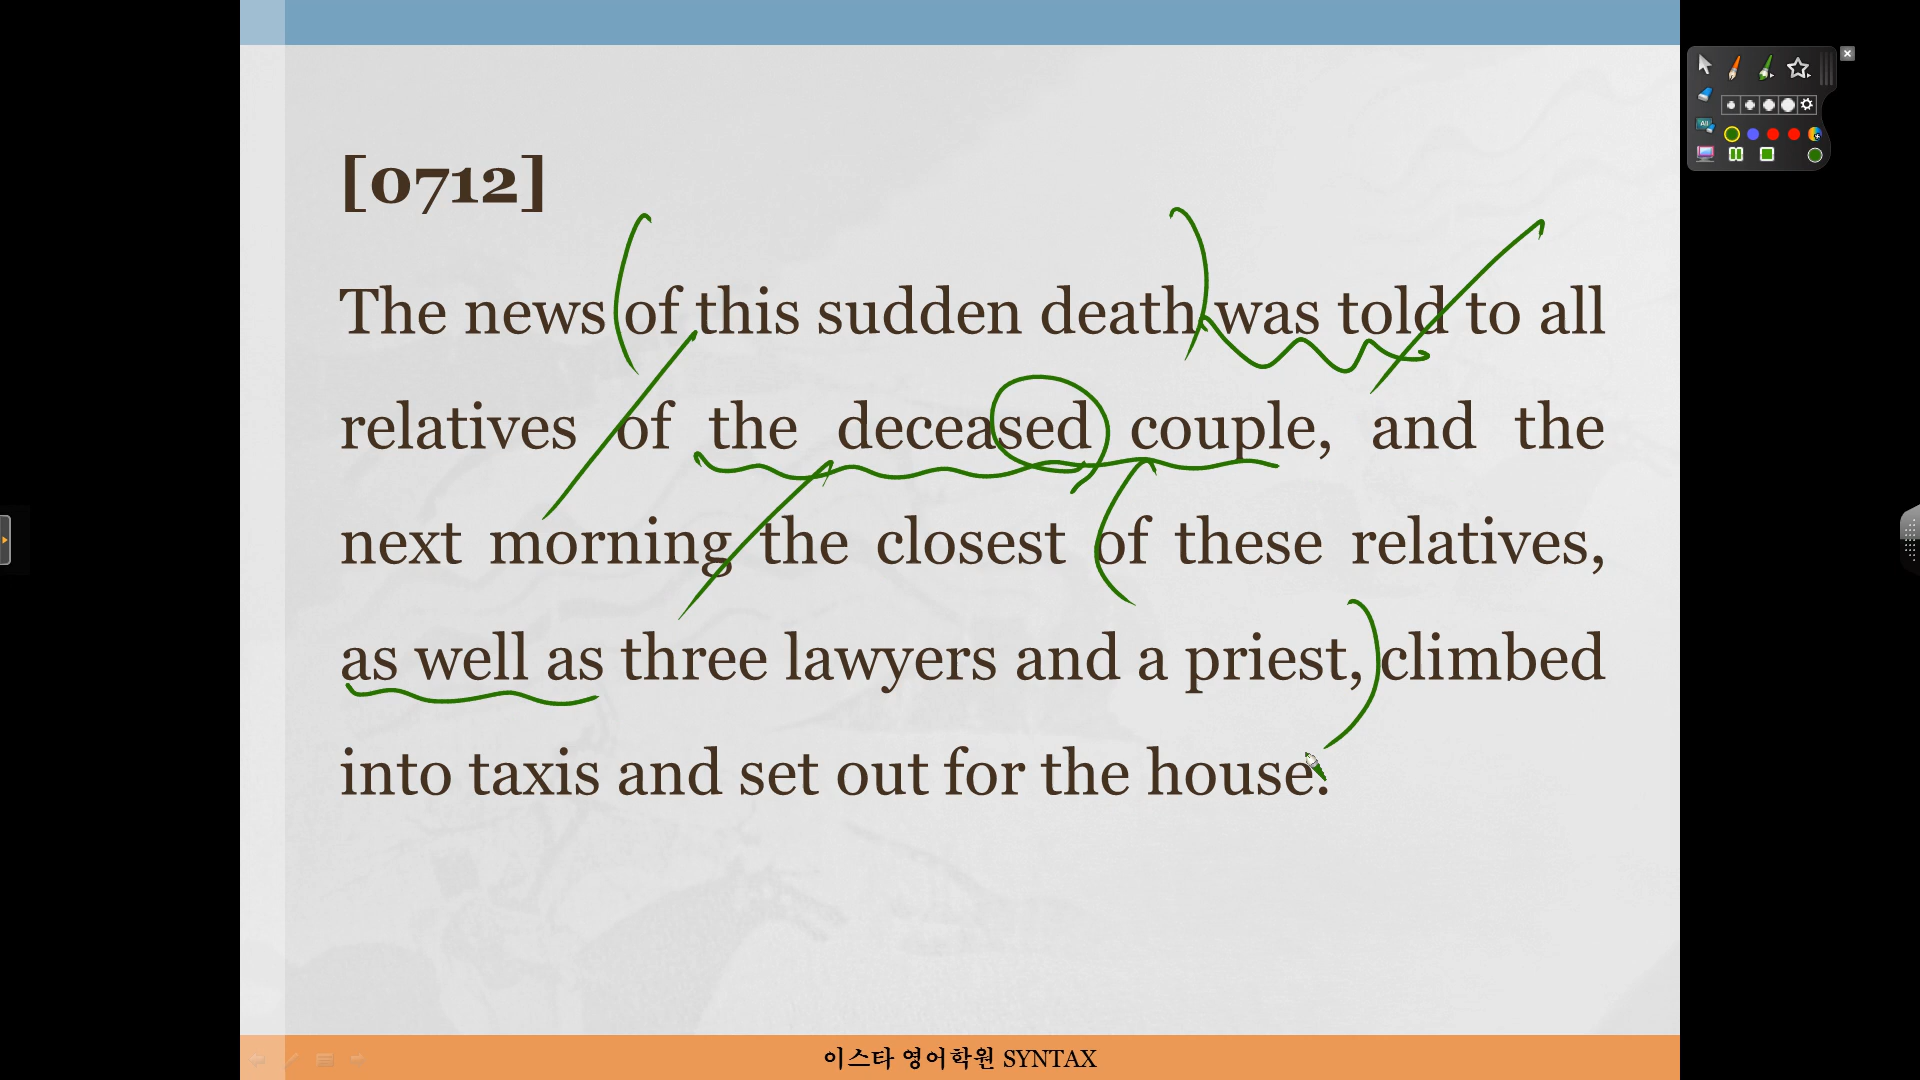 [0712]
The news of this sudden death was told to all
relatives of the deceased couple, and the
next morning the closest of these relatives,
as well as three lawyers and a priest, climbed
into taxis and set out for the house.
이스타 영어학원 SYNTAX